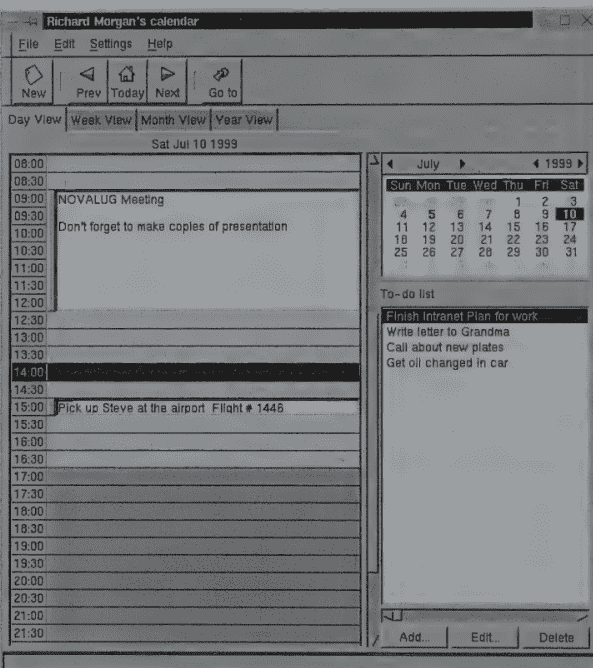 Richard Morgan's calendar
File Edit Settings Help
New Prev Today Next Go to
Day View Week View Month View Year View
Sat Jul 10 1999
08:00
08:30
09:00 NOVALUG Meeting
09:30 Don't forget to make copies of presentation
10:00
10:30
11:00
11:30
12:00
12:30
13:00
13:30
14:00
14:30
15:00 Pick up Steve at the airport Flight # 1446
15:30
16:00
16:30
17:00
17:30
18:00
18:30
19:00
19:30
20:00
20:30
21:00
21:30
July 1999
Sun Mon Tue Wed Thu Fri Sat
1 2 3
4 5 6 7 8 9 10
11 12 13 14 15 16 17
18 19 20 21 22 23 24
25 26 27 28 29 30 31
To-do list
Finish Intranet Plan for work
Write letter to Grandma
Call about new plates
Get oil changed in car
Add... Edit... Delete